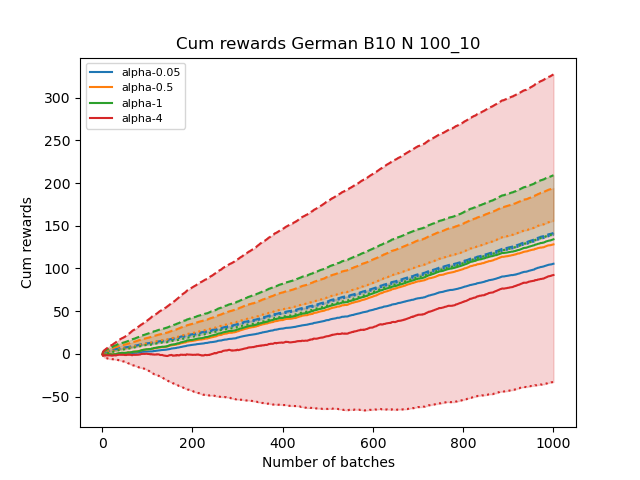 Cum rewards German B10 N 100_10
alpha-0.05
alpha-0.5
alpha-1
alpha-4
Cum rewards
300
250
200
150
100
50
0
−50
0 200 400 600 800 1000
Number of batches